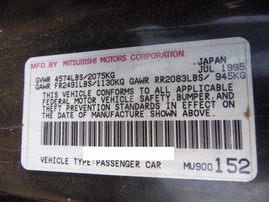 MFD BY MITSUBISHI MOTORS CORPORATION JAPAN
GVWR 4574LBS/2075KG JUL 1995
GAWR FR2491LBS/1130KG GAWR RR2083LBS/ 945KG
THIS VEHICLE CONFORMS TO ALL APPLICABLE
FEDERAL MOTOR VEHICLE SAFETY,BUMPER,AND
THEFT PREVENTION STANDARDS IN EFFECT ON THE
DATE OF MANUFACTURE SHOWN ABOVE.
VEHICLE TYPE:PASSENGER CAR MU900152